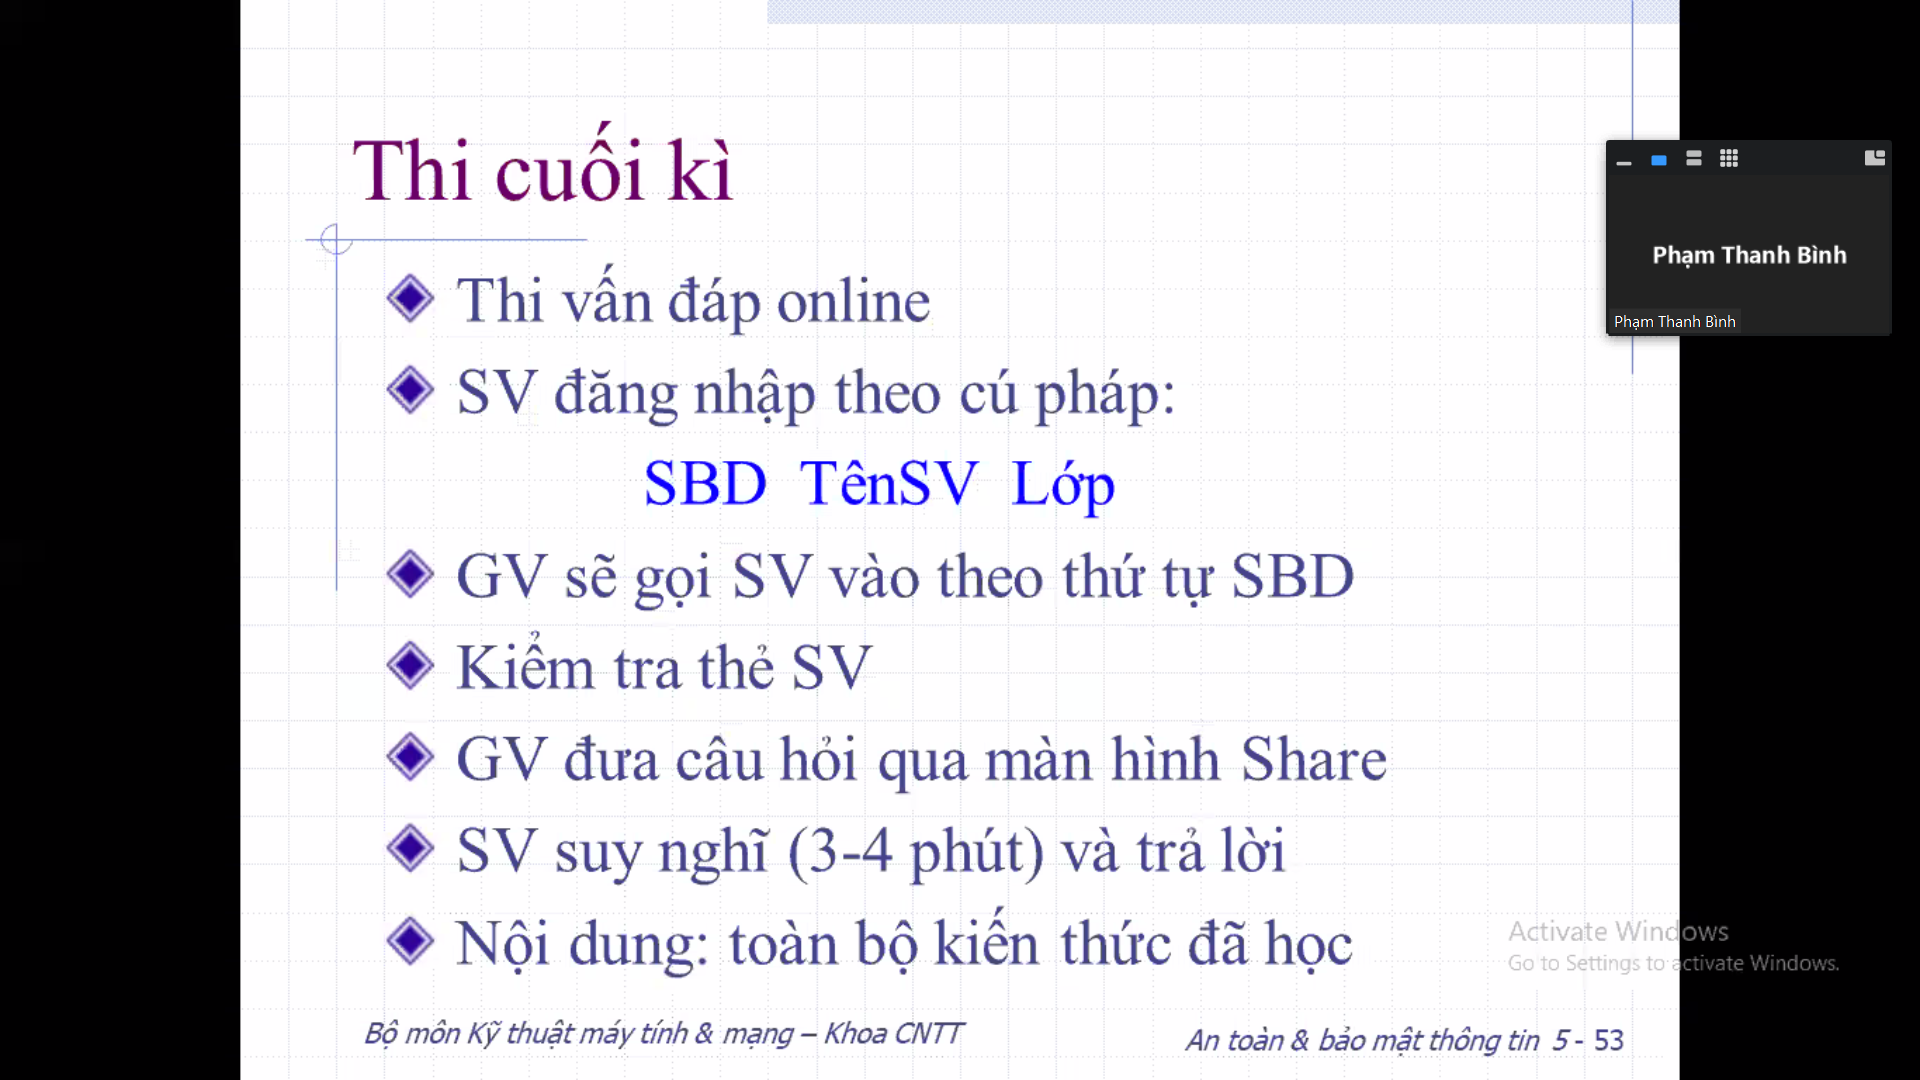 Thi cuối kì
Thi vấn đáp online
SV đăng nhập theo cú pháp:
SBD TênSV Lớp
GV sẽ gọi SV vào theo thứ tự SBD
Kiểm tra thẻ SV
GV đưa câu hỏi qua màn hình Share
SV suy nghĩ (3-4 phút) và trả lời
Nội dung: toàn bộ kiến thức đã học
Bộ môn Kỹ thuật máy tính & mạng – Khoa CNTT
An toàn & bảo mật thông tin 5 - 53
Phạm Thanh Bình
Phạm Thanh Bình
Activate Windows
Go to Settings to activate Windows.